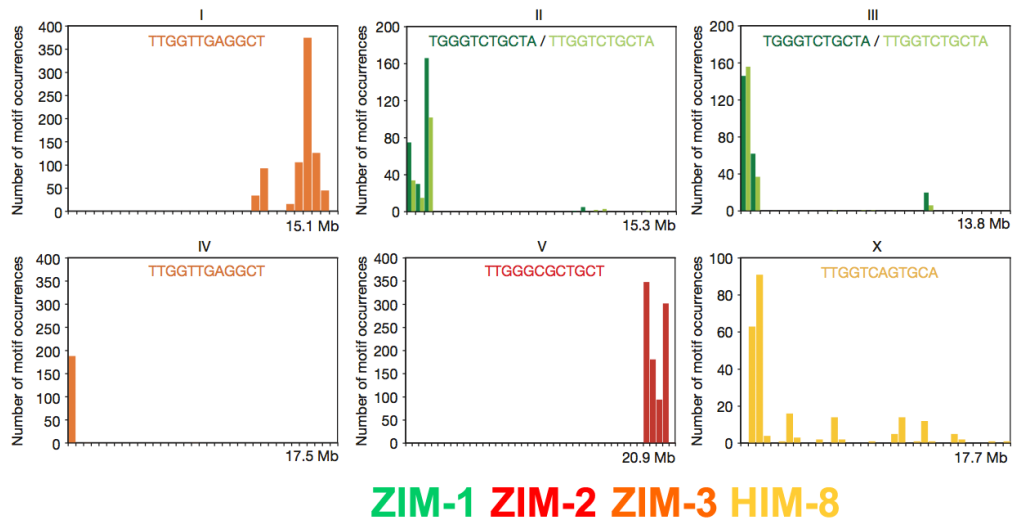 I
Number of motif occurrences
TTGGTTGAGGCT
400
350
300
250
200
150
100
50
0
15.1 Mb
II
Number of motif occurrences
TGGGTCTGCTA / TTGGTCTGCTA
200
160
120
80
40
0
15.3 Mb
III
Number of motif occurrences
TGGGTCTGCTA / TTGGTCTGCTA
200
160
120
80
40
0
13.8 Mb
IV
Number of motif occurrences
TTGGTTGAGGCT
400
350
300
250
200
150
100
50
0
17.5 Mb
V
Number of motif occurrences
TTGGGCGCTGCT
400
350
300
250
200
150
100
50
0
20.9 Mb
X
Number of motif occurrences
TTGGTCAGTGCA
100
80
60
40
20
0
17.7 Mb
ZIM-1 ZIM-2 ZIM-3 HIM-8